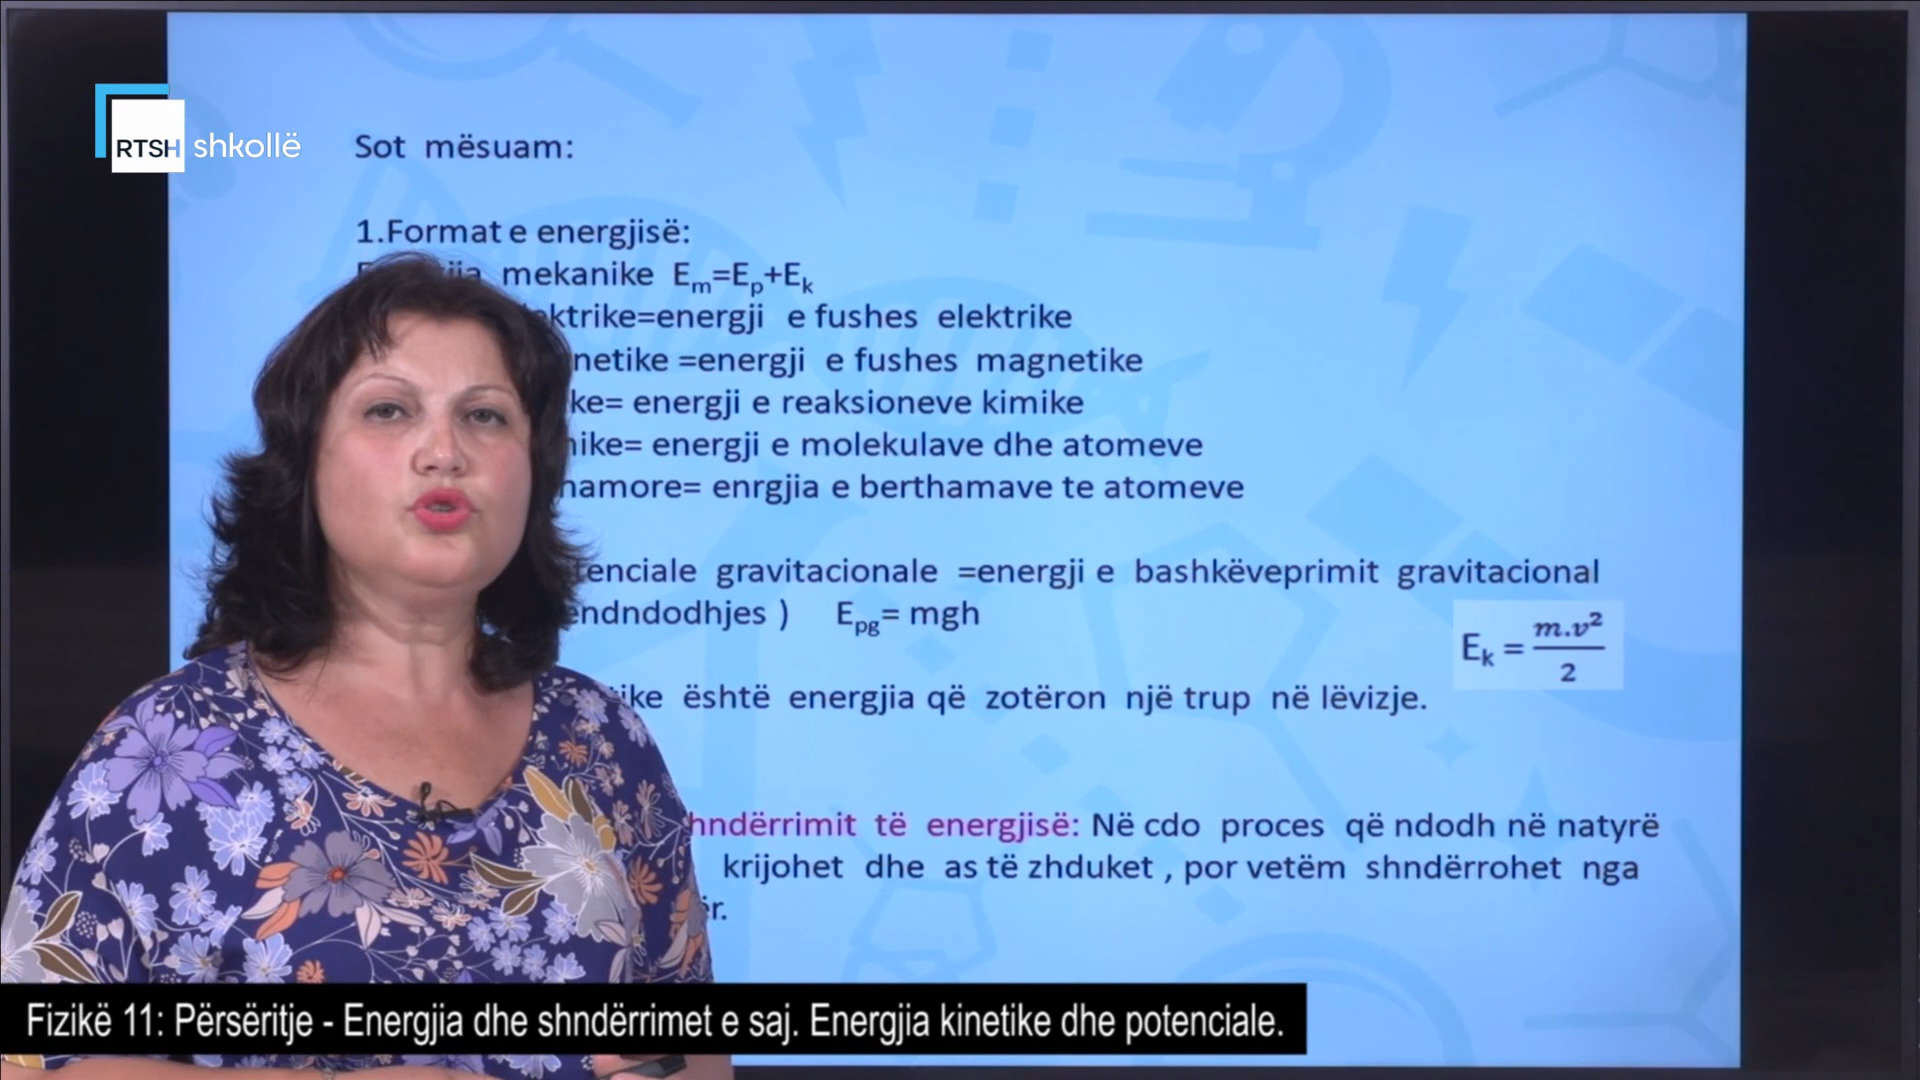 RTSH shkollë
Sot mësuam:
1.Format e energjisë:
mekanike Em=Ep+Ek
ktrike=energji e fushes elektrike
netike =energji e fushes magnetike
ke= energji e reaksioneve kimike
ike= energji e molekulave dhe atomeve
hamore= enrgjia e berthamave te atomeve
tenciale gravitacionale =energji e bashkëveprimit gravitacional
endndodhjes ) Epg= mgh
Ek = m.v²/2
ike është energjia që zotëron një trup në lëvizje.
hndërrimit të energjisë: Në cdo proces që ndodh në natyrë
krijohet dhe as të zhduket , por vetëm shndërrohet nga
ër.
Fizikë 11: Përsëritje - Energjia dhe shndërrimet e saj. Energjia kinetike dhe potenciale.